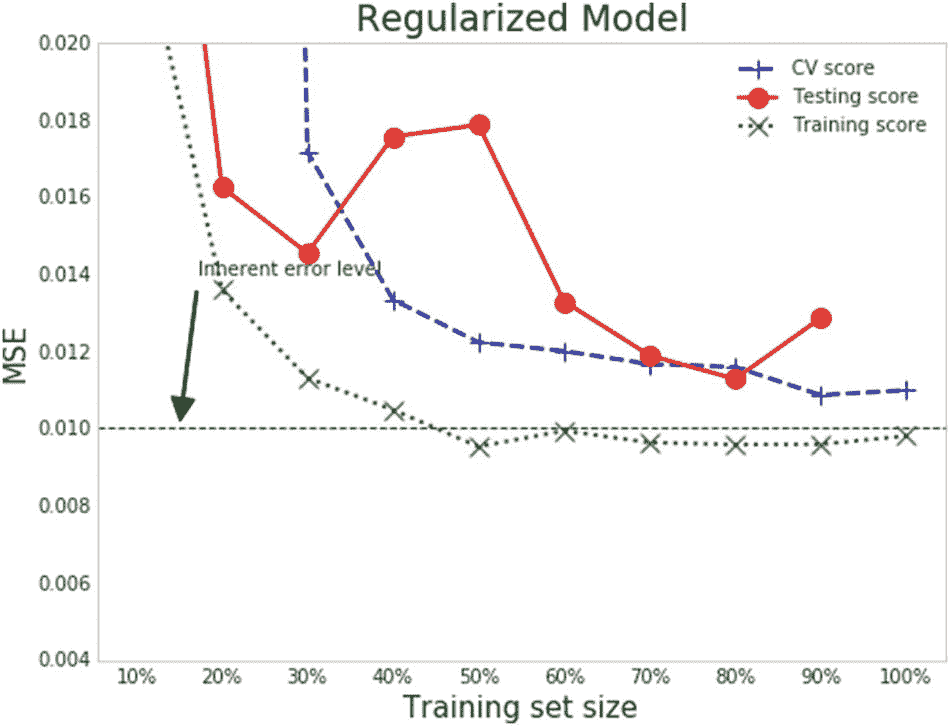 Regularized Model
CV score
Testing score
Training score
Inherent error level
MSE
0.020
0.018
0.016
0.014
0.012
0.010
0.008
0.006
0.004
10% 20% 30% 40% 50% 60% 70% 80% 90% 100%
Training set size